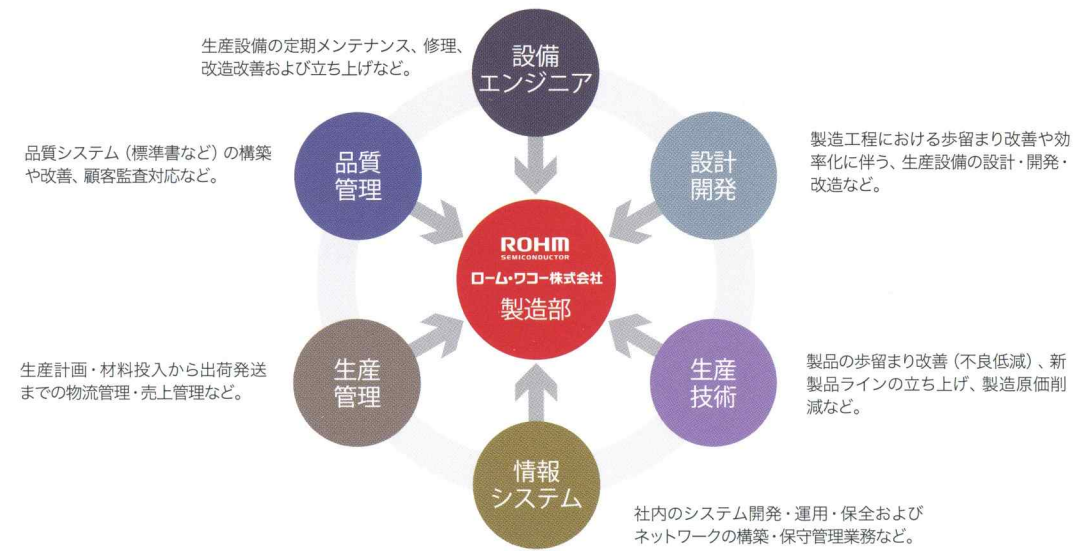 生産設備の定期メンテナンス、修理、
改造改善および立ち上げなど。
設備
エンジニア
品質システム（標準書など）の構築
や改善、顧客監査対応など。
品質
管理
設計
開発
製造工程における歩留まり改善や効
率化に伴う、生産設備の設計・開発・
改造など。
ROHM
SEMICONDUCTOR
ローム・ワコー株式会社
製造部
生産計画・材料投入から出荷発送
までの物流管理・売上管理など。
生産
管理
生産
技術
製品の歩留まり改善（不良低減）、新
製品ラインの立ち上げ、製造原価削
減など。
情報
システム
社内のシステム開発・運用・保全および
ネットワークの構築・保守管理業務など。